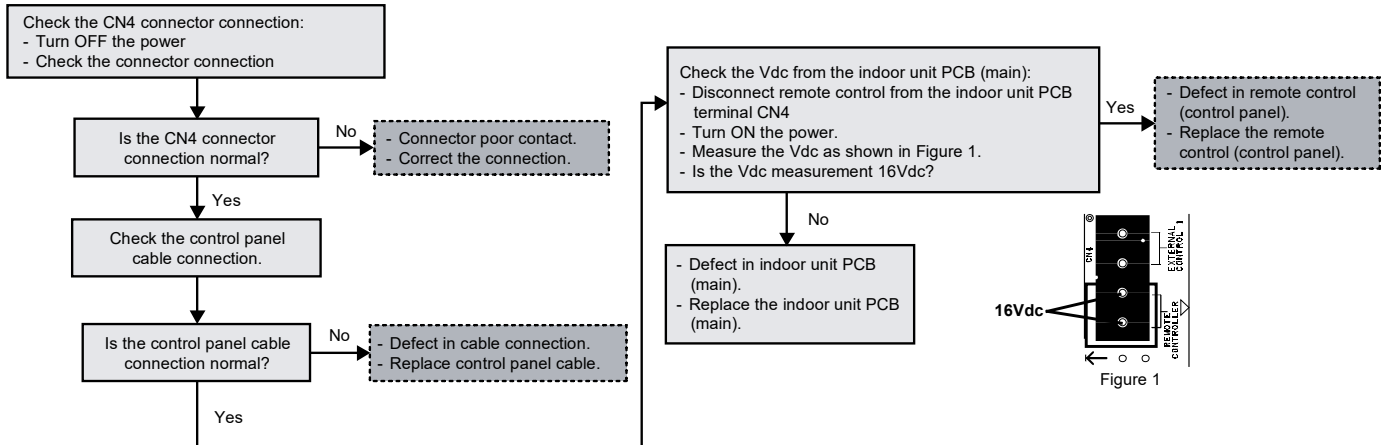 Check the CN4 connector connection:
- Turn OFF the power
- Check the connector connection
Is the CN4 connector
connection normal?
No
- Connector poor contact.
- Correct the connection.
Yes
Check the control panel
cable connection.
Is the control panel cable
connection normal?
No
- Defect in cable connection.
- Replace control panel cable.
Yes
Check the Vdc from the indoor unit PCB (main):
- Disconnect remote control from the indoor unit PCB
terminal CN4
- Turn ON the power.
- Measure the Vdc as shown in Figure 1.
- Is the Vdc measurement 16Vdc?
Yes
- Defect in remote control
(control panel).
- Replace the remote
control (control panel).
No
- Defect in indoor unit PCB
(main).
- Replace the indoor unit PCB
(main).
CN4
EXTERNAL
CONTROL 1
16Vdc
REMOTE
CONTROLLER
Figure 1